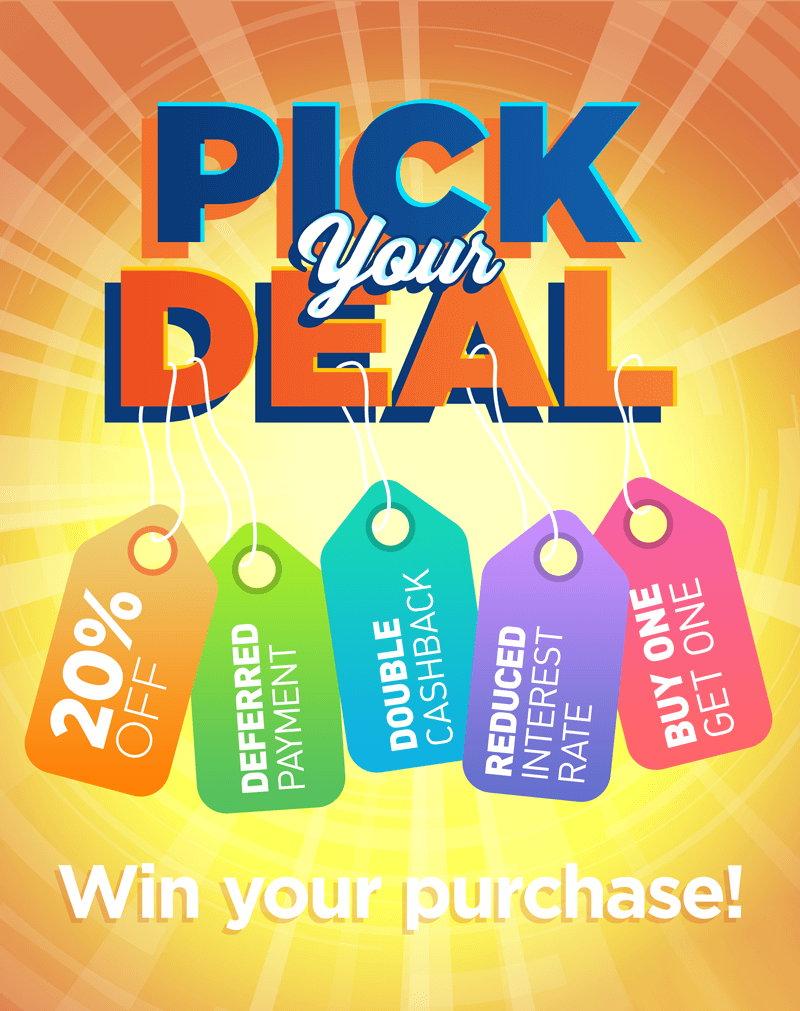 PICK
Your
DEAL
20%
OFF
DEFERRED
PAYMENT
DOUBLE
CASHBACK
REDUCED
INTEREST
RATE
BUY ONE
GET ONE
Win your purchase!